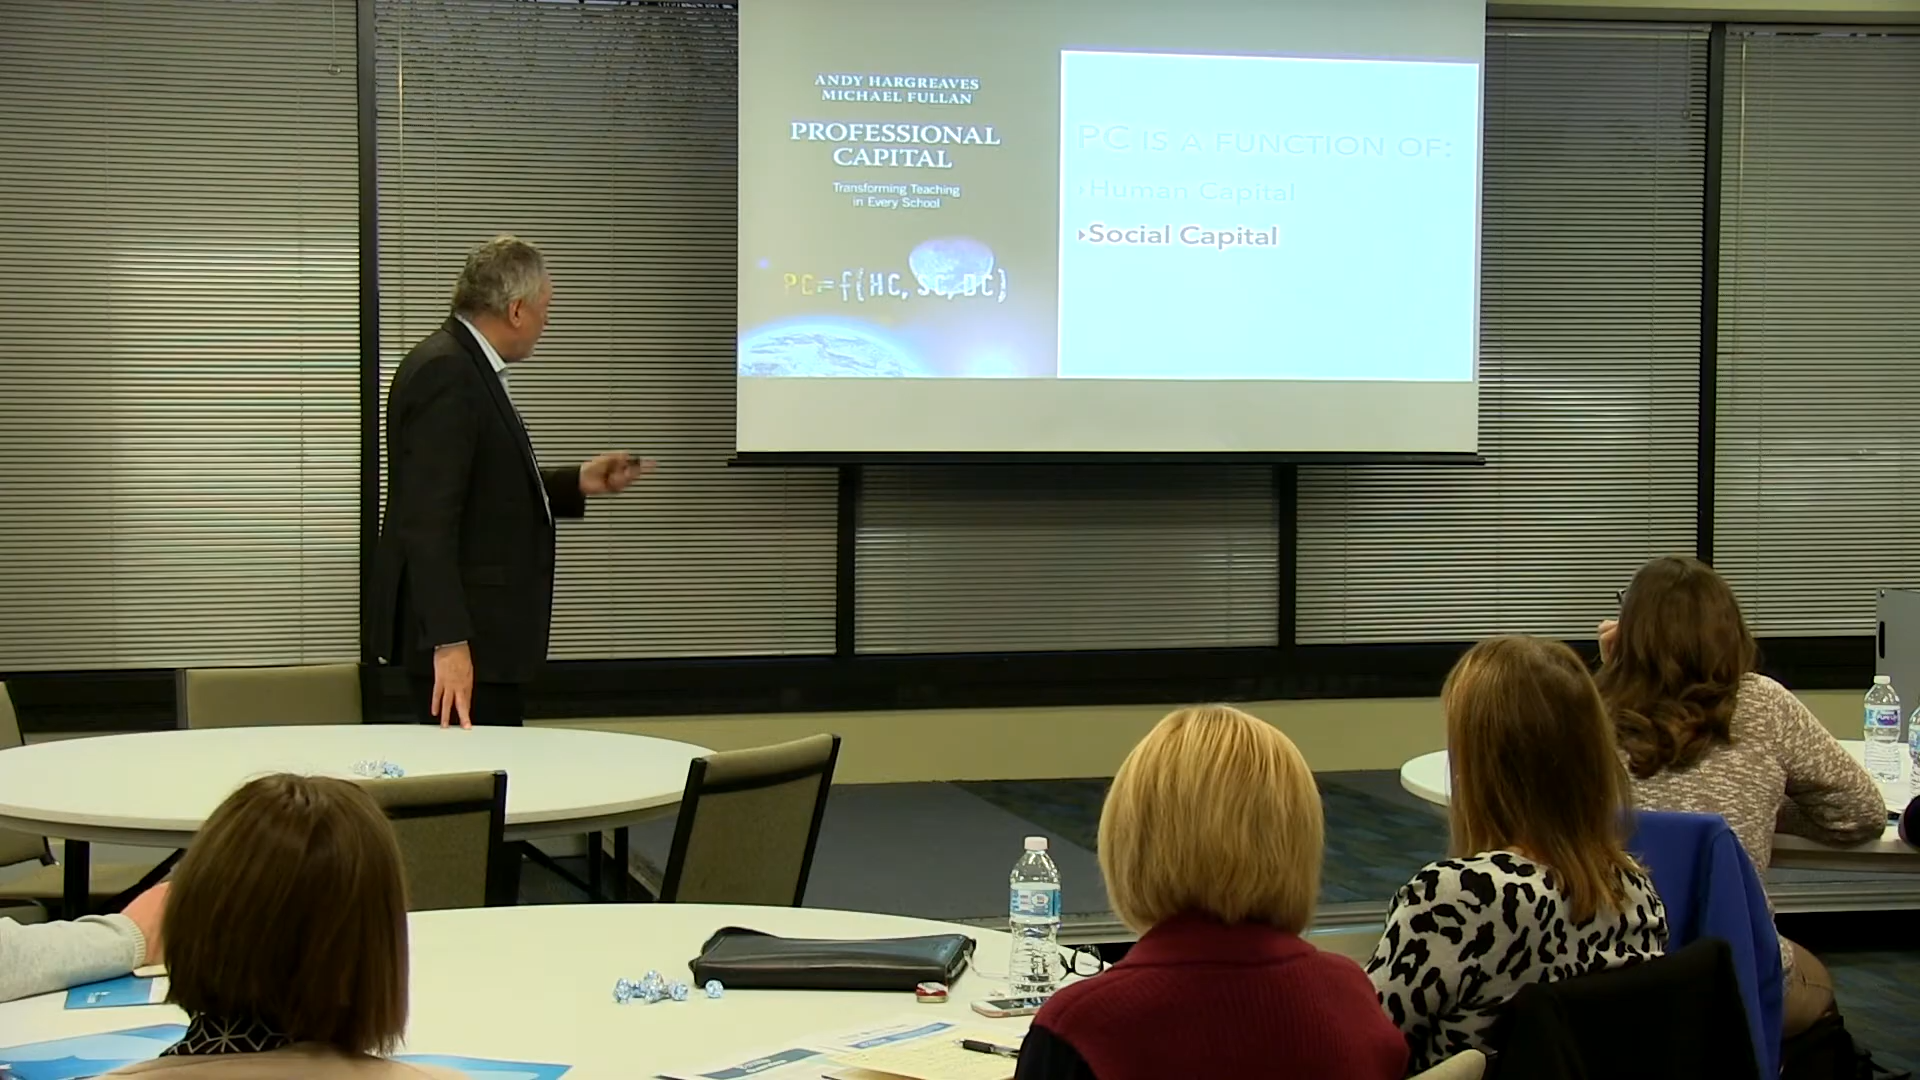 ANDY HARGREAVES
MICHAEL FULLAN
PROFESSIONAL
CAPITAL
Transforming Teaching
in Every School
PC=f(HC, SC, DC)
PC IS A FUNCTION OF:
▸Human Capital
▸Social Capital